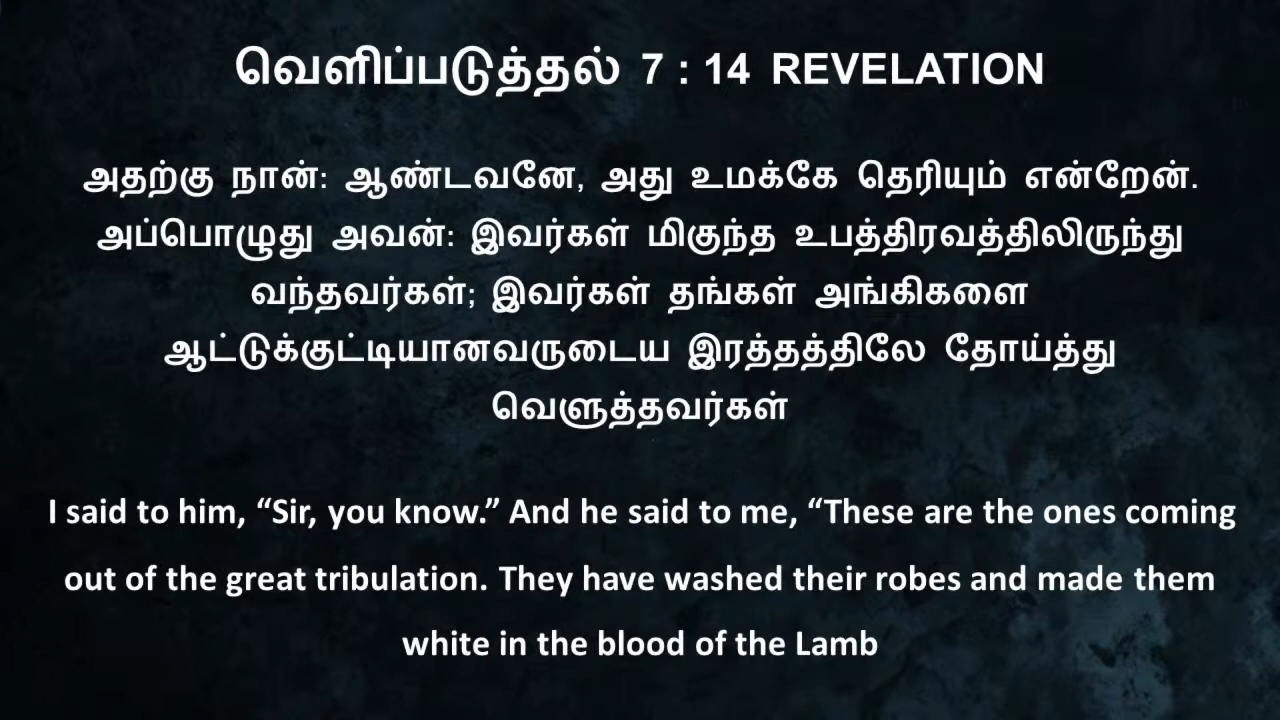 வெளிப்படுத்தல் 7 : 14 REVELATION
அதற்கு நான்: ஆண்டவனே, அது உமக்கே தெரியும் என்றேன்.
அப்பொழுது அவன்: இவர்கள் மிகுந்த உபத்திரவத்திலிருந்து
வந்தவர்கள்; இவர்கள் தங்கள் அங்கிகளை
ஆட்டுக்குட்டியானவருடைய இரத்தத்திலே தோய்த்து
வெளுத்தவர்கள்
I said to him, “Sir, you know.” And he said to me, “These are the ones coming
out of the great tribulation. They have washed their robes and made them
white in the blood of the Lamb